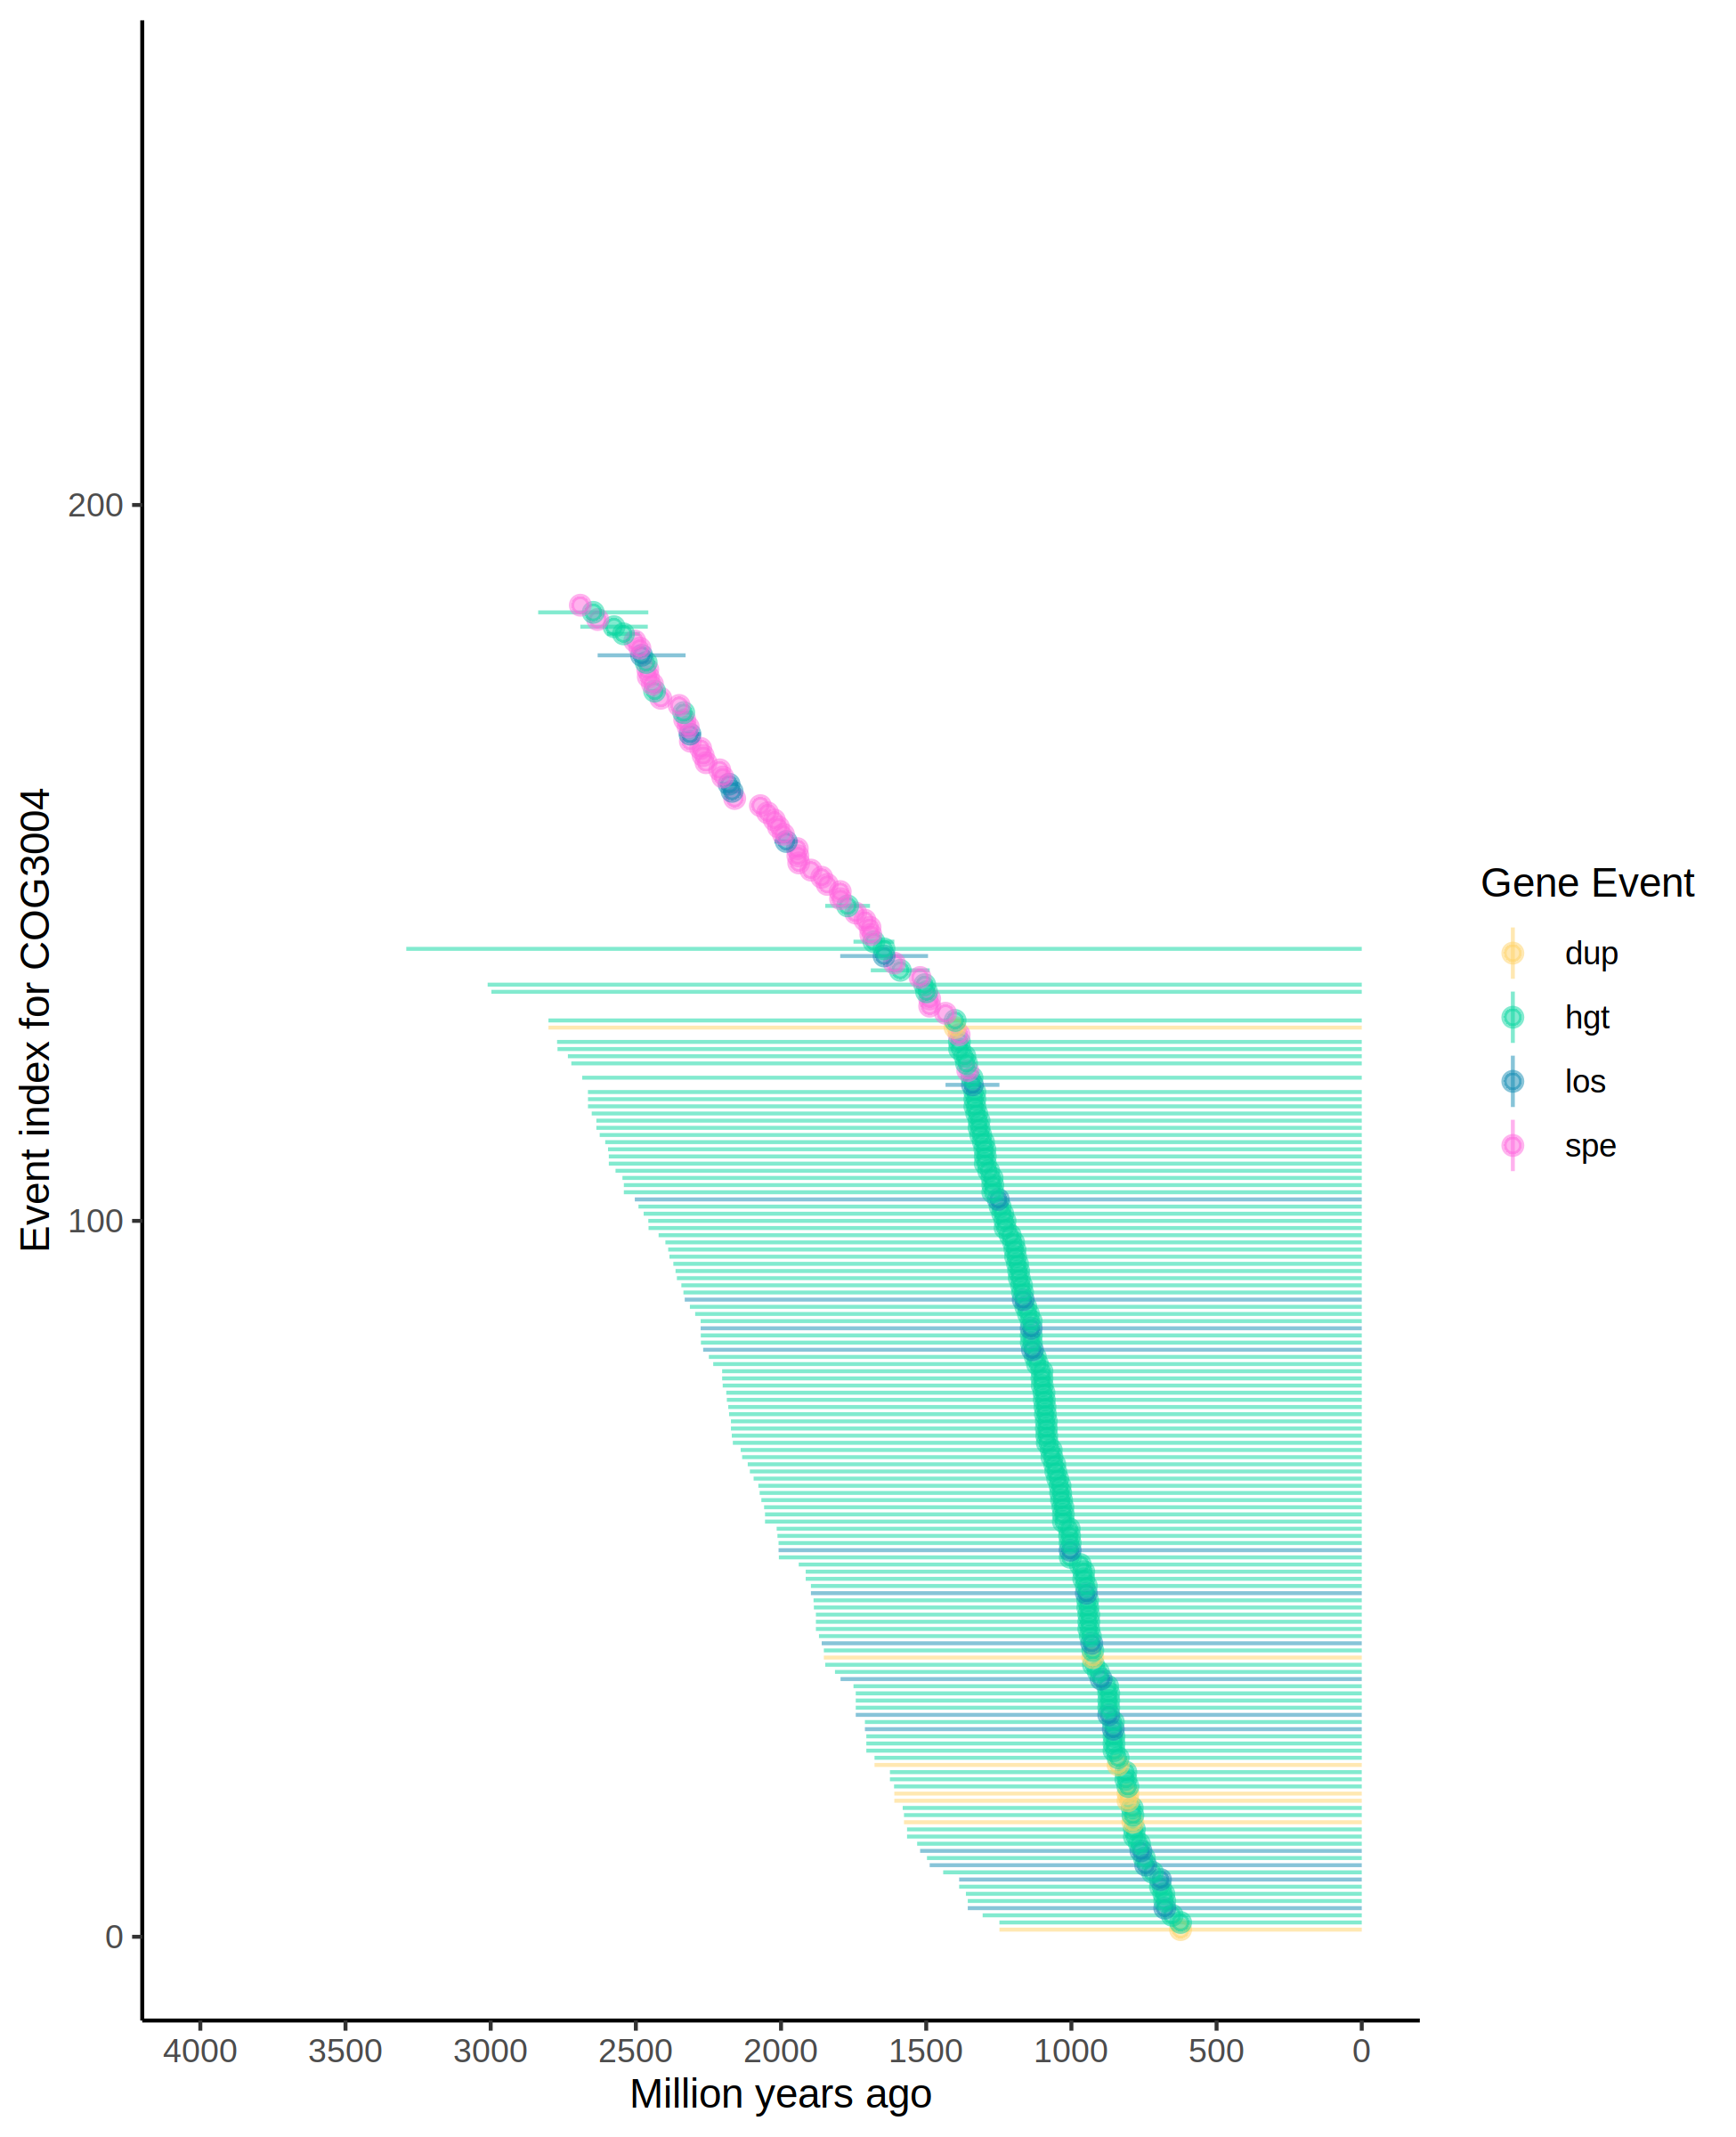 Event index for COG3004
200
100
0
4000 3500 3000 2500 2000 1500 1000 500 0
Million years ago
Gene Event
dup
hgt
los
spe